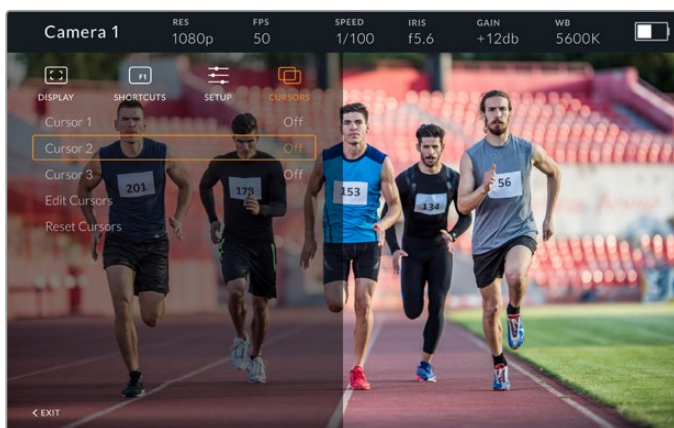 Camera 1
RES
1080p
FPS
50
SPEED
1/100
IRIS
f5.6
GAIN
+12db
WB
5600K
F1
DISPLAY
SHORTCUTS
SETUP
CURSORS
Cursor 1 Off
Cursor 2 Off
Cursor 3 Off
Edit Cursors
Reset Cursors
201
178
153
134
56
< EXIT